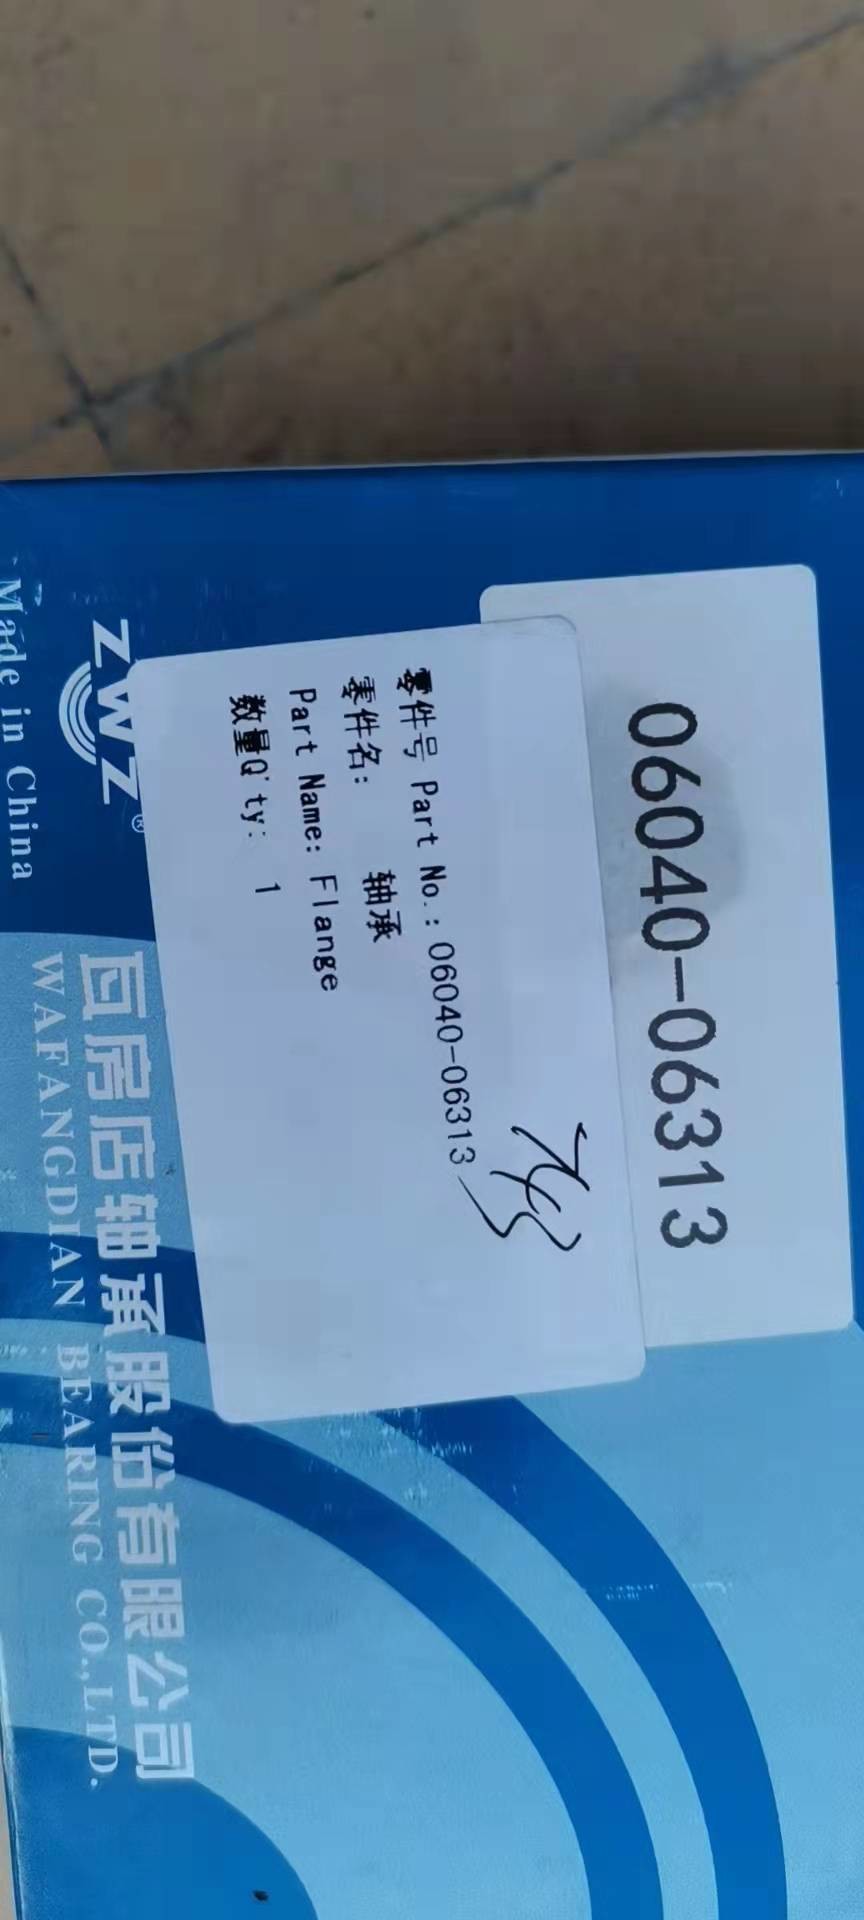 06040-06313
零件号 Part No.: 06040-06313
零件名: 轴承
Part Name: Flange
数量Q'ty: 1
ZWZ®
瓦房店轴承股份有限公司
WAFANGDIAN BEARING CO.,LTD.
Made in China